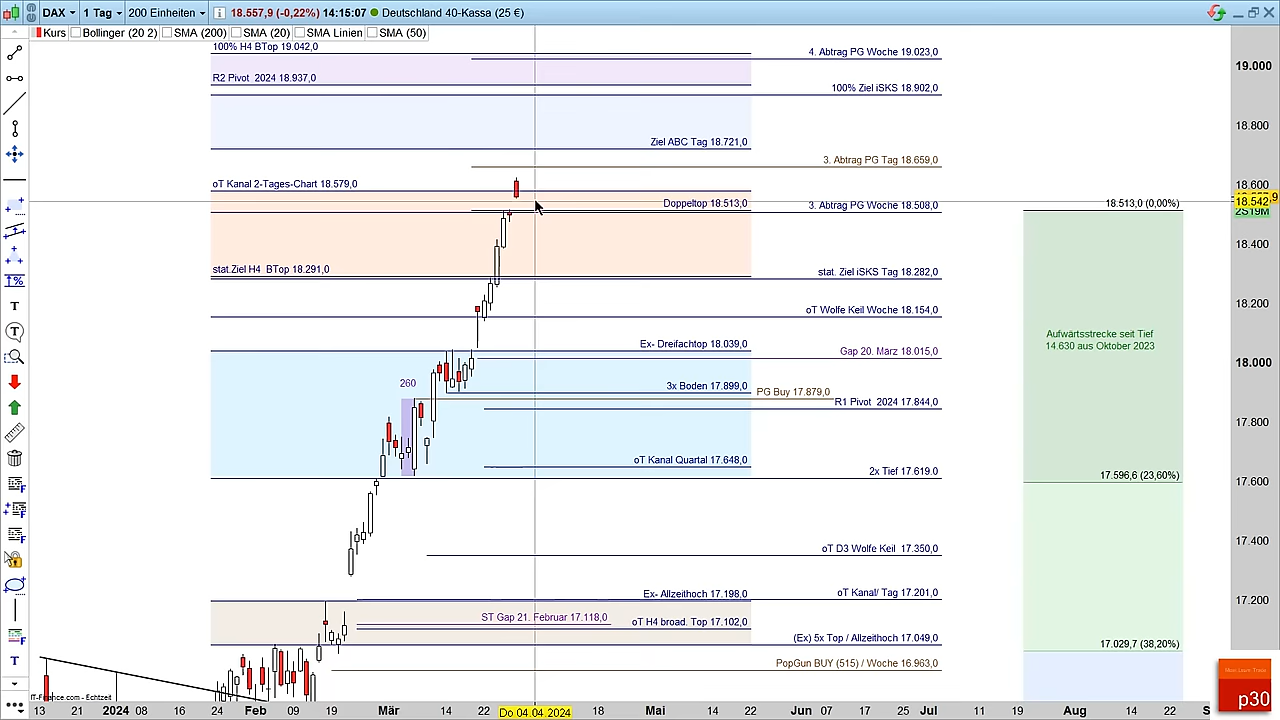 DAX
1 Tag
200 Einheiten
18.557,9 (-0,22%) 14:15:07
Deutschland 40-Kassa (25 €)
Kurs
Bollinger (20 2)
SMA (200)
SMA (20)
SMA Linien
SMA (50)
100% H4 BTop 19.042,0
4. Abtrag PG Woche 19.023,0
R2 Pivot 2024 18.937,0
100% Ziel iSKS 18.902,0
Ziel ABC Tag 18.721,0
3. Abtrag PG Tag 18.659,0
oT Kanal 2-Tages-Chart 18.579,0
Doppeltop 18.513,0
3. Abtrag PG Woche 18.508,0
18.513,0 (0,00%)
stat.Ziel H4 BTop 18.291,0
stat. Ziel iSKS Tag 18.282,0
oT Wolfe Keil Woche 18.154,0
Ex- Dreifachtop 18.039,0
Gap 20. März 18.015,0
Aufwärtsstrecke seit Tief
14.630 aus Oktober 2023
260
3x Boden 17.899,0
PG Buy 17.879,0
R1 Pivot 2024 17.844,0
oT Kanal Quartal 17.648,0
2x Tief 17.619.0
17.596,6 (23,60%)
oT D3 Wolfe Keil 17.350,0
Ex- Allzeithoch 17.198,0
oT Kanal/ Tag 17.201,0
ST Gap 21. Februar 17.118,0
oT H4 broad. Top 17.102,0
(Ex) 5x Top / Allzeithoch 17.049,0
17.029,7 (38,20%)
PopGun BUY (515) / Woche 16.963,0
19.000
18.800
18.600
18.542
2S19M
18.400
18.200
18.000
17.800
17.600
17.400
17.200
IT-Finance.com - Echtzeit
13 21 2024 08 16 24 Feb 09 19 März 14 22 Do 04.04.2024 18 Mai 14 22 Jun 07 17 25 Jul 11 19 Aug 14 22 S
p30